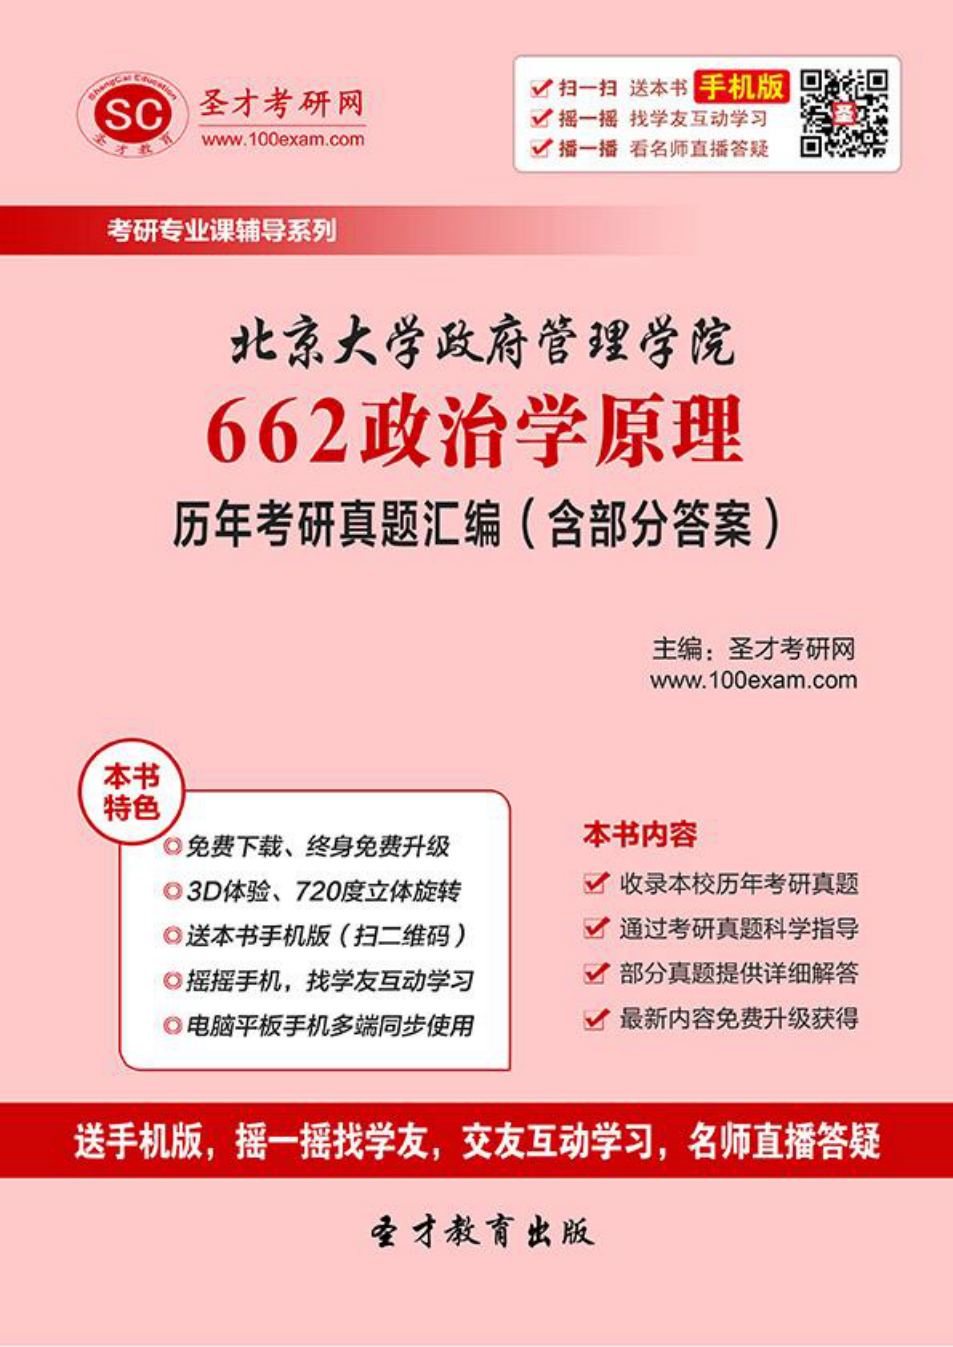 ShengCai Education
SC
圣才教育
圣才考研网
www.100exam.com
扫一扫 送本书 手机版
摇一摇 找学友互动学习
播一播 看名师直播答疑
圣
考研专业课辅导系列
北京大学政府管理学院
662政治学原理
历年考研真题汇编（含部分答案）
主编：圣才考研网
www.100exam.com
本书
特色
免费下载、终身免费升级
3D体验、720度立体旋转
送本书手机版（扫二维码）
摇摇手机，找学友互动学习
电脑平板手机多端同步使用
本书内容
收录本校历年考研真题
通过考研真题科学指导
部分真题提供详细解答
最新内容免费升级获得
送手机版，摇一摇找学友，交友互动学习，名师直播答疑
圣才教育出版